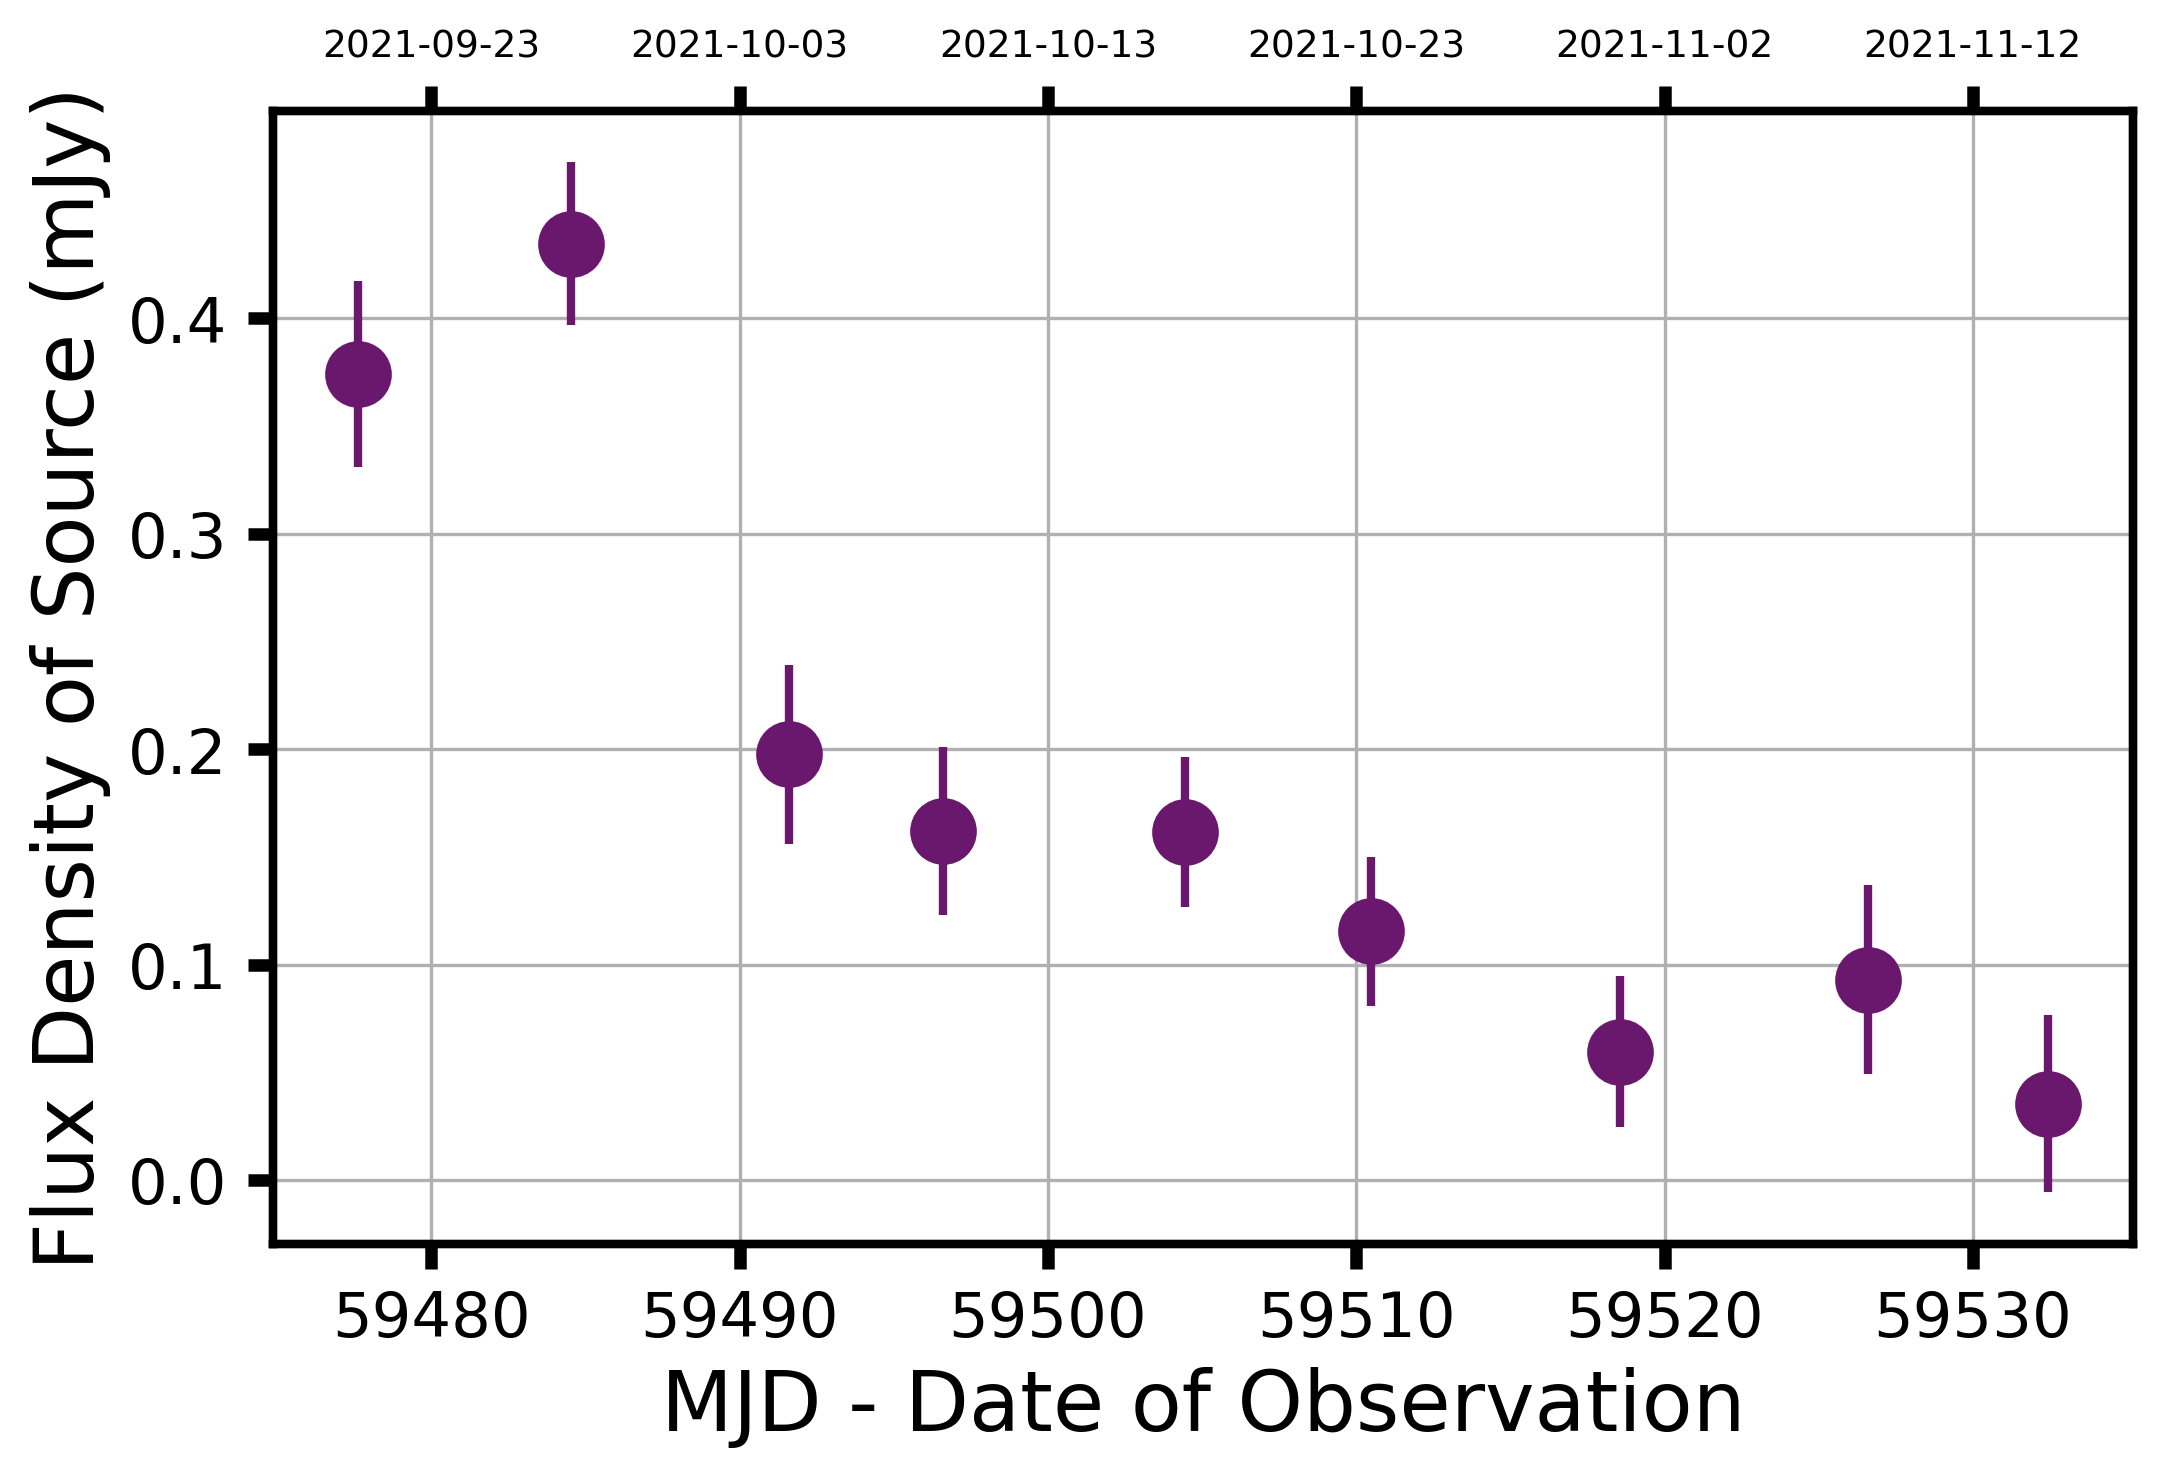 2021-09-23 2021-10-03 2021-10-13 2021-10-23 2021-11-02 2021-11-12
Flux Density of Source (mJy)
0.4
0.3
0.2
0.1
0.0
59480 59490 59500 59510 59520 59530
MJD - Date of Observation